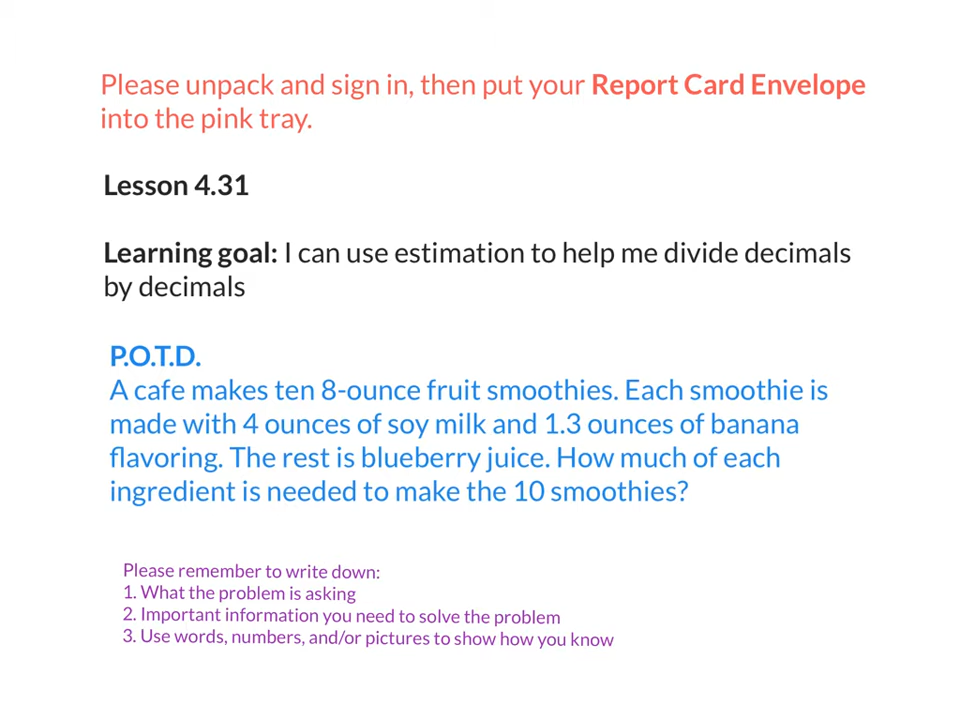 Please unpack and sign in, then put your Report Card Envelope
into the pink tray.
Lesson 4.31
Learning goal: I can use estimation to help me divide decimals
by decimals
P.O.T.D.
A cafe makes ten 8-ounce fruit smoothies. Each smoothie is
made with 4 ounces of soy milk and 1.3 ounces of banana
flavoring. The rest is blueberry juice. How much of each
ingredient is needed to make the 10 smoothies?
Please remember to write down:
1. What the problem is asking
2. Important information you need to solve the problem
3. Use words, numbers, and/or pictures to show how you know